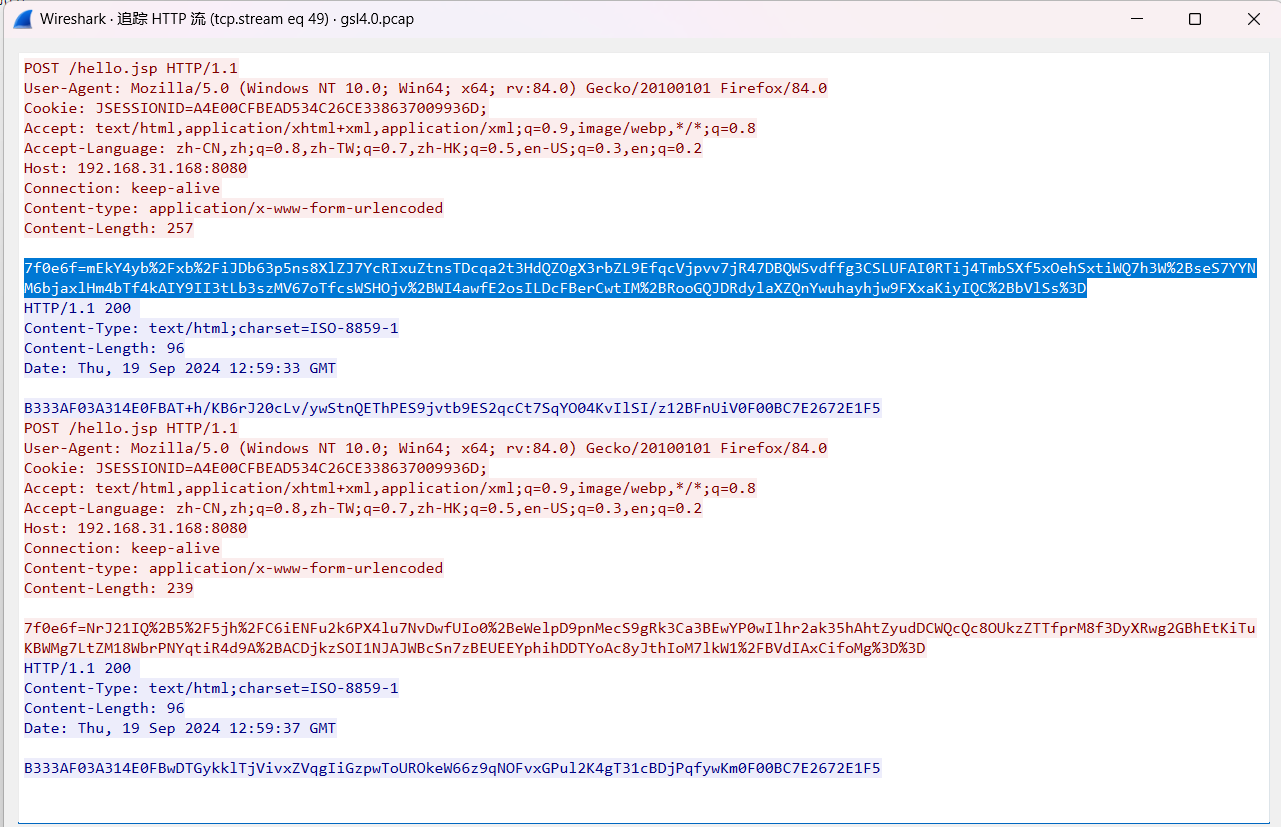 Wireshark · 追踪 HTTP 流 (tcp.stream eq 49) · gsl4.0.pcap
POST /hello.jsp HTTP/1.1
User-Agent: Mozilla/5.0 (Windows NT 10.0; Win64; x64; rv:84.0) Gecko/20100101 Firefox/84.0
Cookie: JSESSIONID=A4E00CFBEAD534C26CE338637009936D;
Accept: text/html,application/xhtml+xml,application/xml;q=0.9,image/webp,*/*;q=0.8
Accept-Language: zh-CN,zh;q=0.8,zh-TW;q=0.7,zh-HK;q=0.5,en-US;q=0.3,en;q=0.2
Host: 192.168.31.168:8080
Connection: keep-alive
Content-type: application/x-www-form-urlencoded
Content-Length: 257
7f0e6f=mEkY4yb%2Fxb%2FiJDb63p5ns8XlZJ7YcRIxuZtnsTDcqa2t3HdQZOgX3rbZL9EfqcVjpvv7jR47DBQWSvdffg3CSLUFAI0RTij4TmbSXf5xOehSxtiWQ7h3W%2BseS7YYN
M6bjaxlHm4bTf4kAIY9II3tLb3szMV67oTfcsWSHOjv%2BWI4awfE2osILDcFBerCwtIM%2BRooGQJDRdylaXZQnYwuhayhjw9FXxaKiyIQC%2BbVlSs%3D
HTTP/1.1 200
Content-Type: text/html;charset=ISO-8859-1
Content-Length: 96
Date: Thu, 19 Sep 2024 12:59:33 GMT
B333AF03A314E0FBAT+h/KB6rJ20cLv/ywStnQEThPES9jvtb9ES2qcCt7SqYO04KvIlSI/z12BFnUiV0F00BC7E2672E1F5
POST /hello.jsp HTTP/1.1
User-Agent: Mozilla/5.0 (Windows NT 10.0; Win64; x64; rv:84.0) Gecko/20100101 Firefox/84.0
Cookie: JSESSIONID=A4E00CFBEAD534C26CE338637009936D;
Accept: text/html,application/xhtml+xml,application/xml;q=0.9,image/webp,*/*;q=0.8
Accept-Language: zh-CN,zh;q=0.8,zh-TW;q=0.7,zh-HK;q=0.5,en-US;q=0.3,en;q=0.2
Host: 192.168.31.168:8080
Connection: keep-alive
Content-type: application/x-www-form-urlencoded
Content-Length: 239
7f0e6f=NrJ21IQ%2B5%2F5jh%2FC6iENFu2k6PX4lu7NvDwfUIo0%2BeWelpD9pnMecS9gRk3Ca3BEwYP0wIlhr2ak35hAhtZyudDCWQcQc8OUkzZTTfprM8f3DyXRwg2GBhEtKiTu
KBWMg7LtZM18WbrPNYqtiR4d9A%2BACDjkzSOI1NJAJWBcSn7zBEUEEYphihDDTYoAc8yJthIoM7lkW1%2FBVdIAxCifoMg%3D%3D
HTTP/1.1 200
Content-Type: text/html;charset=ISO-8859-1
Content-Length: 96
Date: Thu, 19 Sep 2024 12:59:37 GMT
B333AF03A314E0FBwDTGykklTjVivxZVqgIiGzpwToUROkeW66z9qNOFvxGPul2K4gT31cBDjPqfywKm0F00BC7E2672E1F5